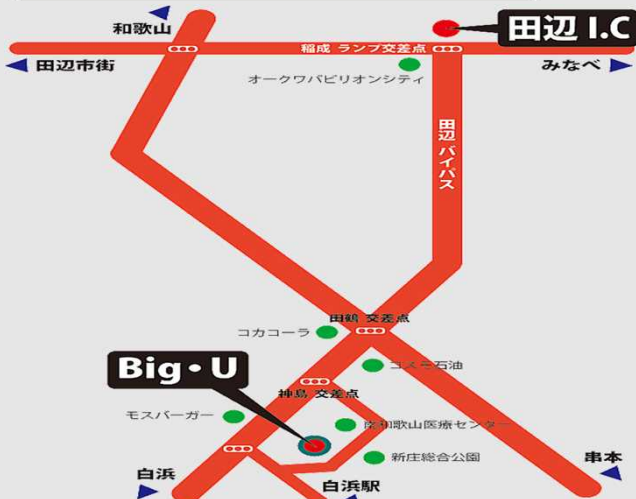 和歌山
田辺 I.C
稲成 ランプ交差点
田辺市街
みなべ
オークワパビリオンシティ
田辺 バイパス
田鶴 交差点
コカコーラ
コスモ石油
Big・U
神島 交差点
モスバーガー
南和歌山医療センター
新庄総合公園
白浜
白浜駅
串本